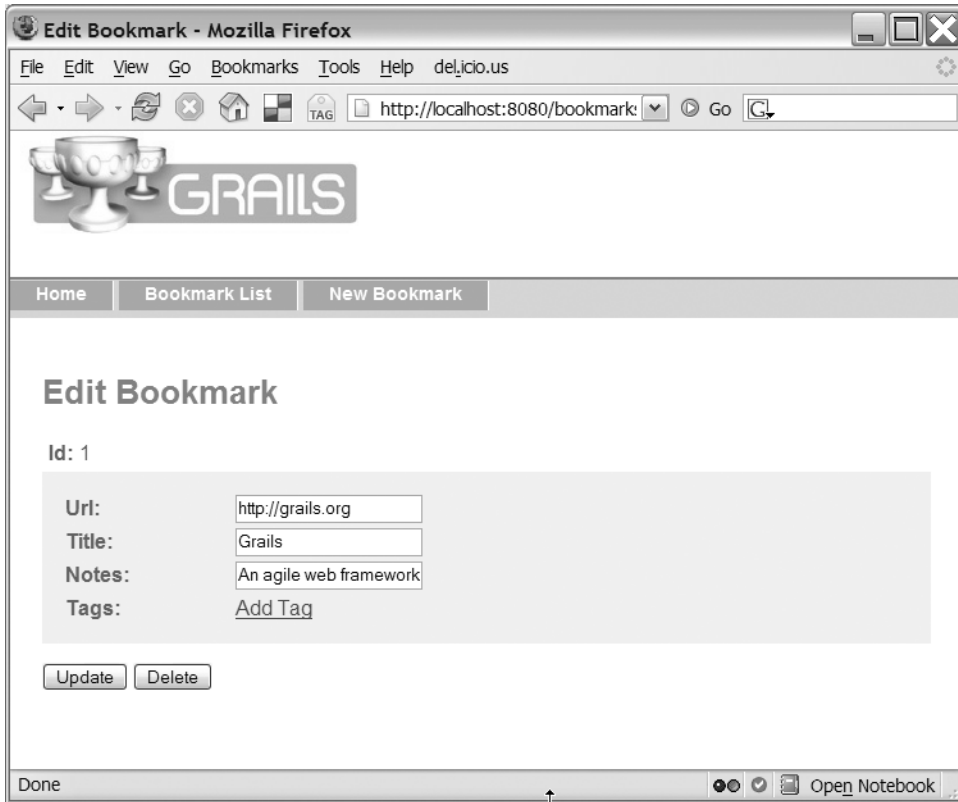 Edit Bookmark - Mozilla Firefox
File Edit View Go Bookmarks Tools Help del.icio.us
TAG http://localhost:8080/bookmark: Go G
GRAILS
Home Bookmark List New Bookmark
Edit Bookmark
Id: 1
Url: http://grails.org
Title: Grails
Notes: An agile web framework
Tags: Add Tag
Update Delete
Done Open Notebook